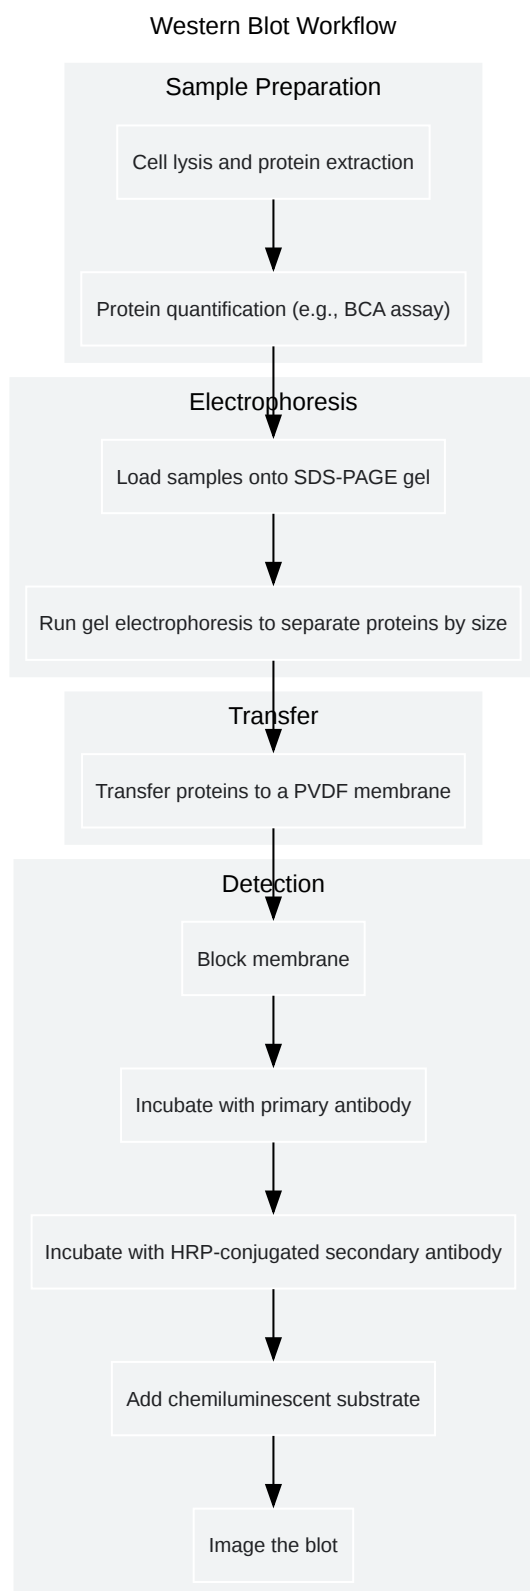 Western Blot Workflow
Sample Preparation
Cell lysis and protein extraction
Protein quantification (e.g., BCA assay)
Electrophoresis
Load samples onto SDS-PAGE gel
Run gel electrophoresis to separate proteins by size
Transfer
Transfer proteins to a PVDF membrane
Detection
Block membrane
Incubate with primary antibody
Incubate with HRP-conjugated secondary antibody
Add chemiluminescent substrate
Image the blot